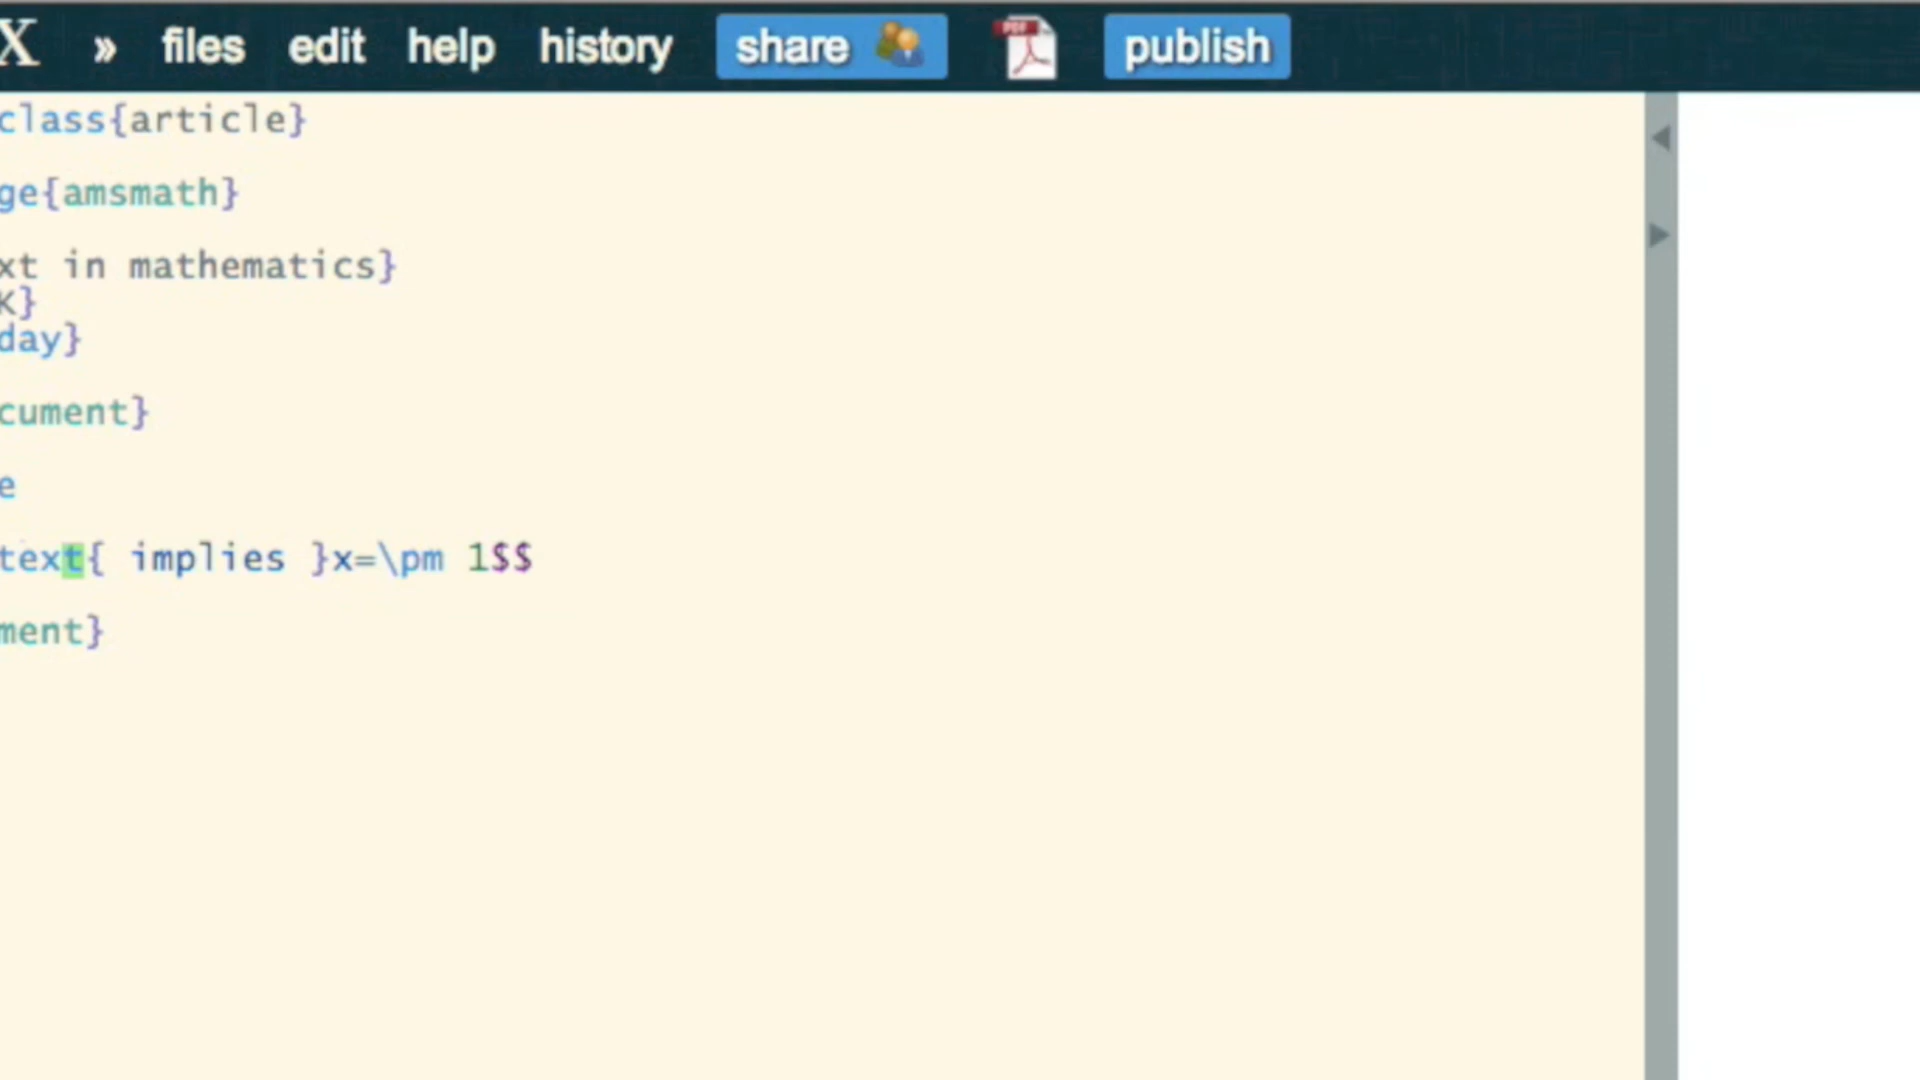 X » files edit help history share PDF publish
class{article}
ge{amsmath}
xt in mathematics}
K}
day}
cument}
e
text{ implies }x=\pm 1$$
ment}